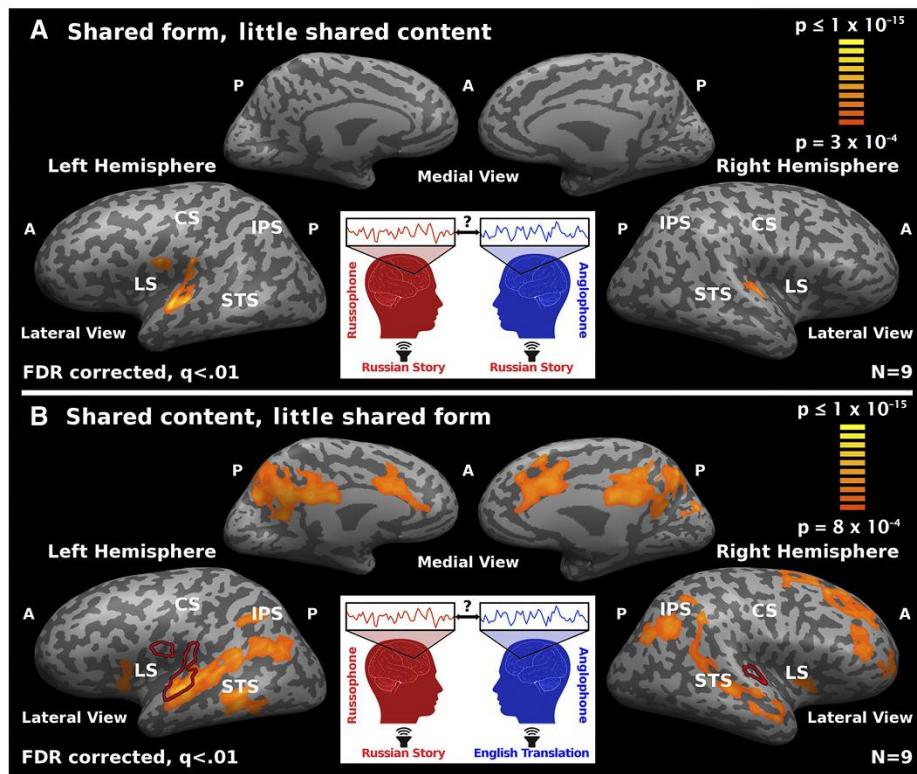 A Shared form, little shared content
p ≤ 1 x 10⁻¹⁵
p = 3 x 10⁻⁴
P A A P
Left Hemisphere
Medial View
Right Hemisphere
A CS IPS P
LS STS
Lateral View
?
Russophone
Anglophone
Russian Story
Russian Story
P IPS CS A
STS LS
Lateral View
FDR corrected, q<.01
N=9
B Shared content, little shared form
p ≤ 1 x 10⁻¹⁵
p = 8 x 10⁻⁴
P A A P
Left Hemisphere
Medial View
Right Hemisphere
A CS IPS P
LS STS
Lateral View
?
Russophone
Anglophone
Russian Story
English Translation
P IPS CS A
STS LS
Lateral View
FDR corrected, q<.01
N=9